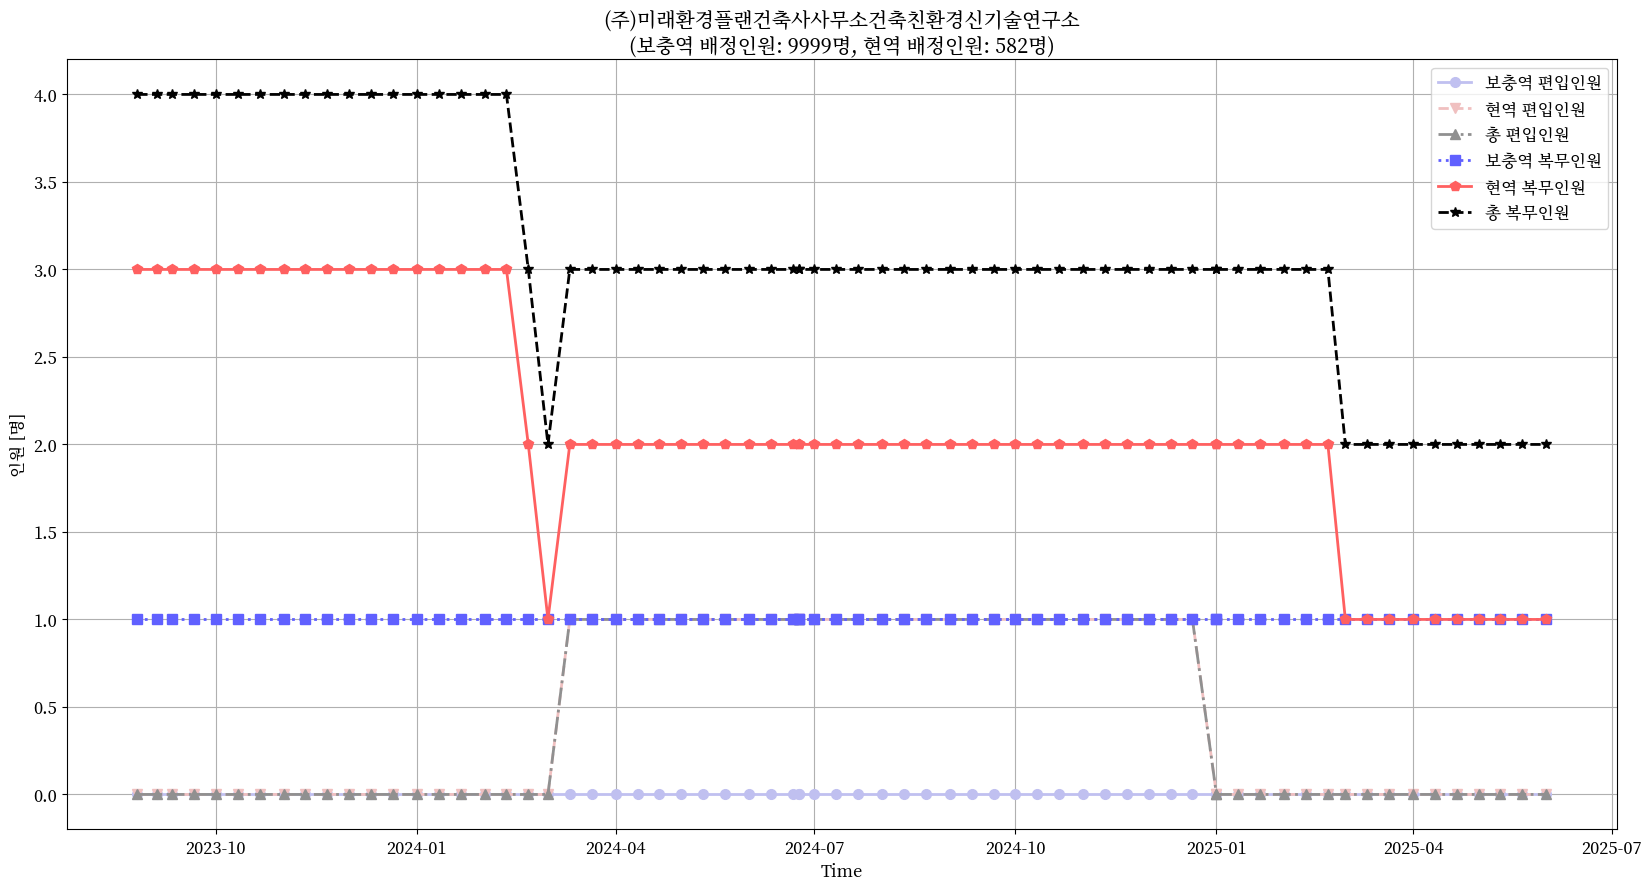 (주)미래환경플랜건축사사무소건축친환경신기술연구소
(보충역 배정인원: 9999명, 현역 배정인원: 582명)
보충역 편입인원
현역 편입인원
총 편입인원
보충역 복무인원
현역 복무인원
총 복무인원
인원 [명]
4.0
3.5
3.0
2.5
2.0
1.5
1.0
0.5
0.0
2023-10
2024-01
2024-04
2024-07
2024-10
2025-01
2025-04
2025-07
Time